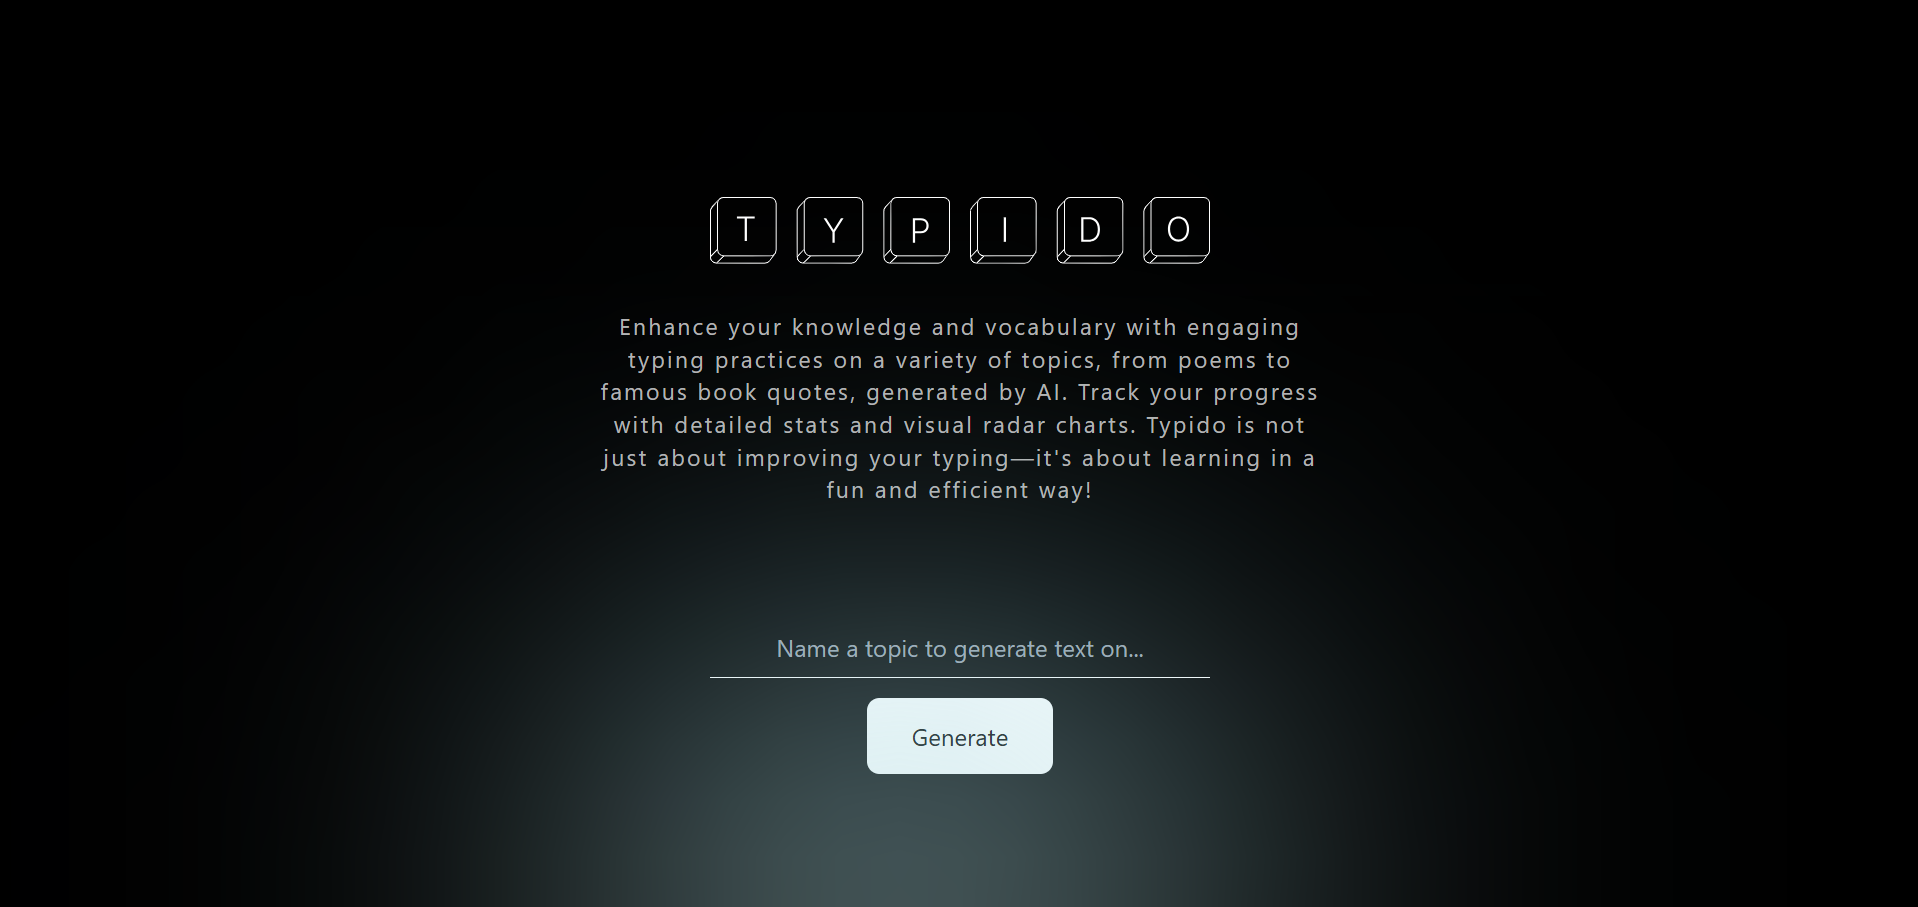 TYPIDO
Enhance your knowledge and vocabulary with engaging
typing practices on a variety of topics, from poems to
famous book quotes, generated by AI. Track your progress
with detailed stats and visual radar charts. Typido is not
just about improving your typing—it's about learning in a
fun and efficient way!
Name a topic to generate text on...
Generate